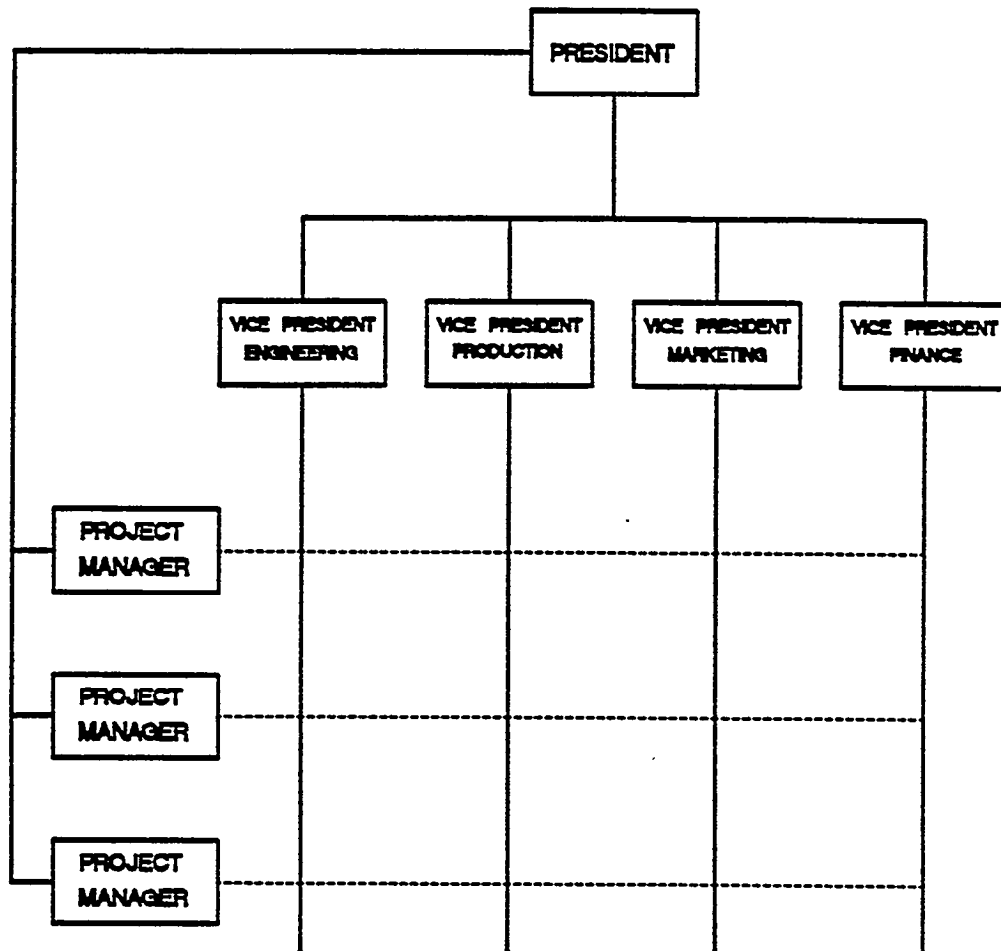 PRESIDENT
VICE PRESIDENT
ENGINEERING
VICE PRESIDENT
PRODUCTION
VICE PRESIDENT
MARKETING
VICE PRESIDENT
FINANCE
PROJECT
MANAGER
PROJECT
MANAGER
PROJECT
MANAGER